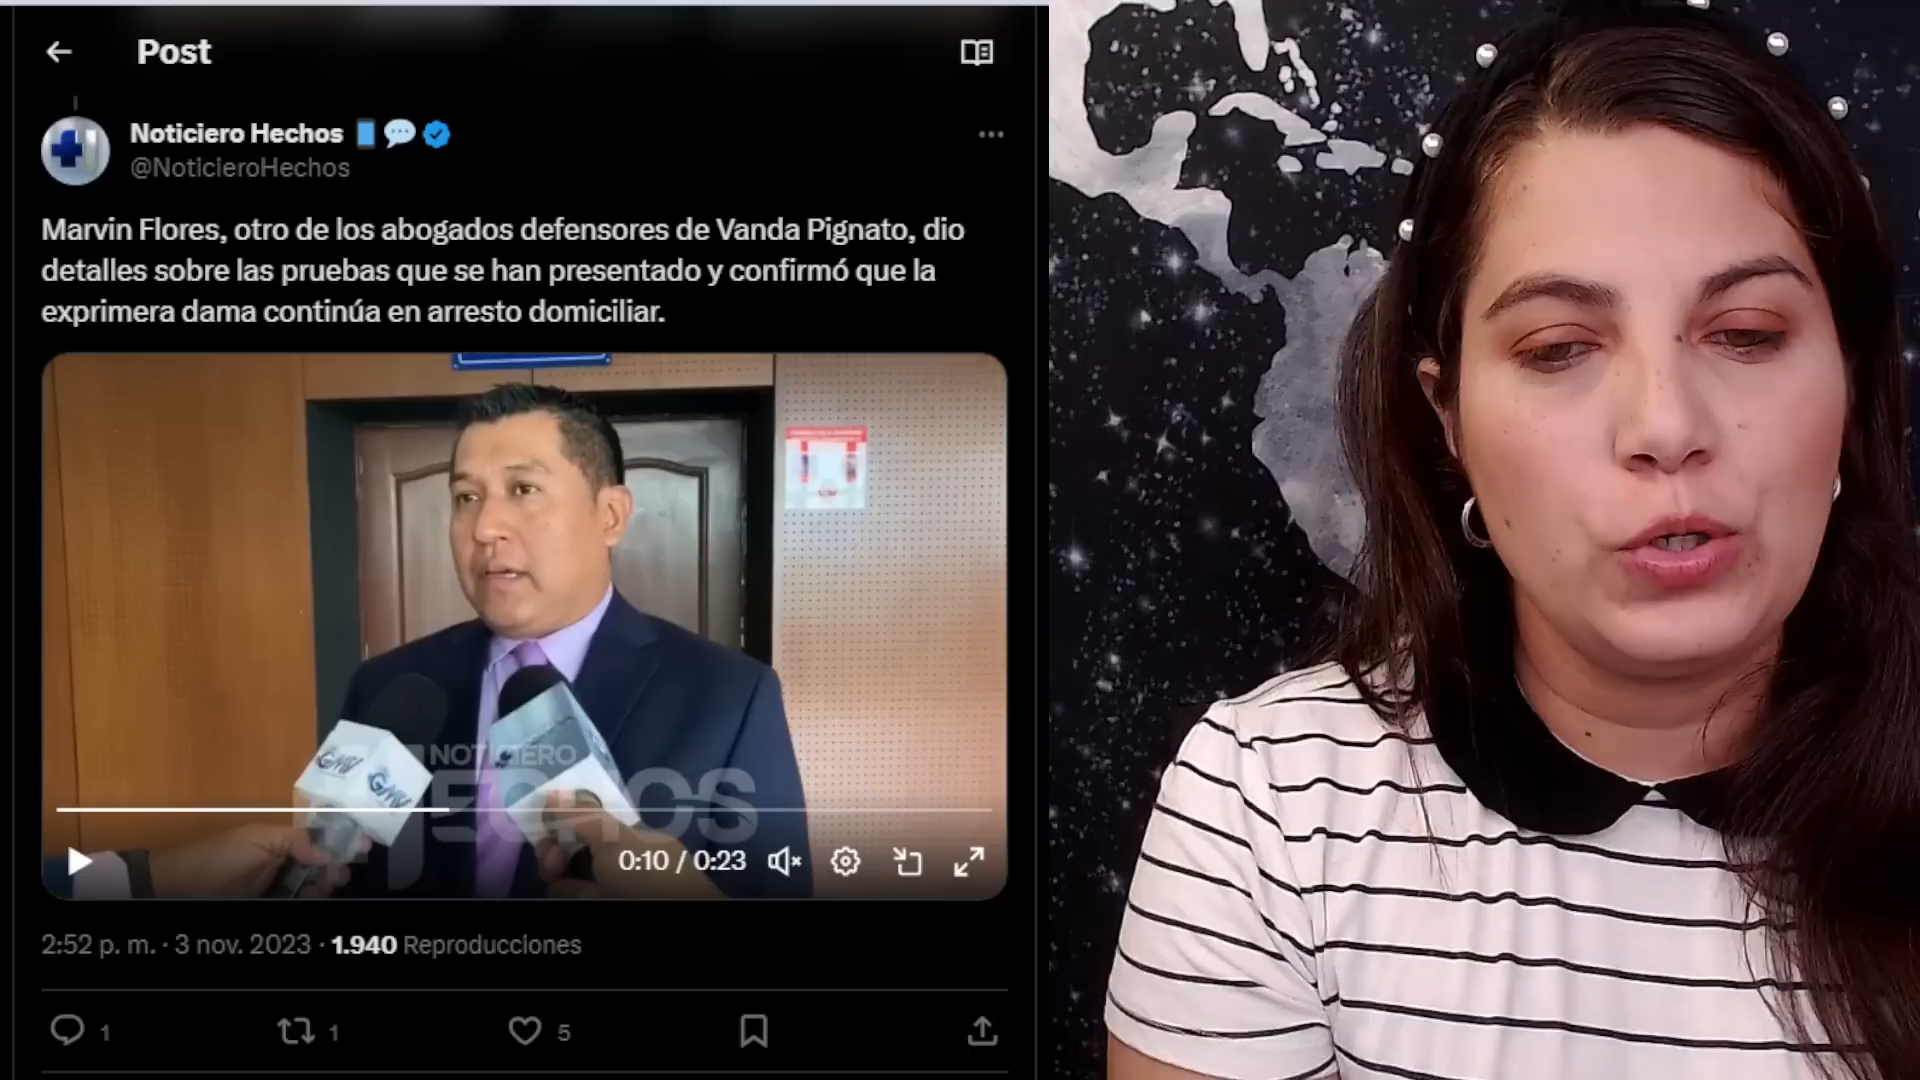 Post
Noticiero Hechos
@NoticieroHechos
Marvin Flores, otro de los abogados defensores de Vanda Pignato, dio
detalles sobre las pruebas que se han presentado y confirmó que la
exprimera dama continúa en arresto domiciliar.
GMV
GMV
NOTICIERO
0:10 / 0:23
2:52 p. m. · 3 nov. 2023 · 1.940 Reproducciones
1
1
5